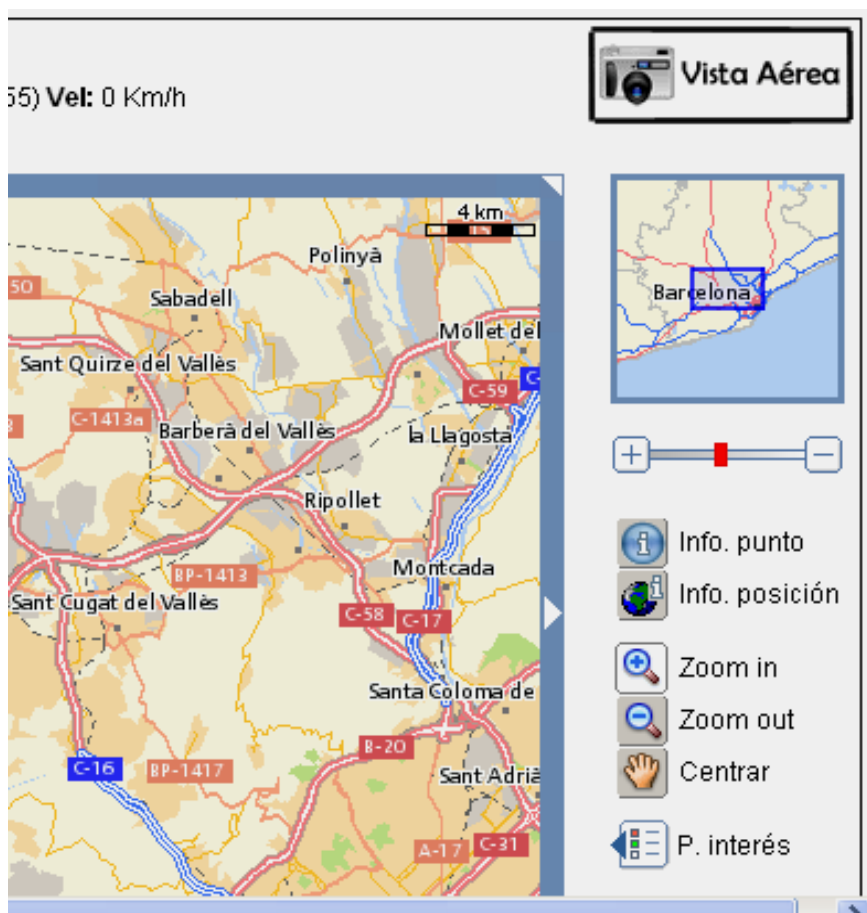 Vista Aérea
55) Vel: 0 Km/h
4 km
Polinyà
Barcelona
50
Sabadell
Mollet del
Sant Quirze del Vallès
C-59
C-1413a
Barberà del Vallès
la Llagosta
Ripollet
Info. punto
Montcada
BP-1413
Info. posición
Sant Cugat del Vallès
C-58
C-17
Zoom in
Santa Coloma de
Zoom out
B-20
C-16
BP-1417
Sant Adrià
Centrar
A-17
C-31
P. interés